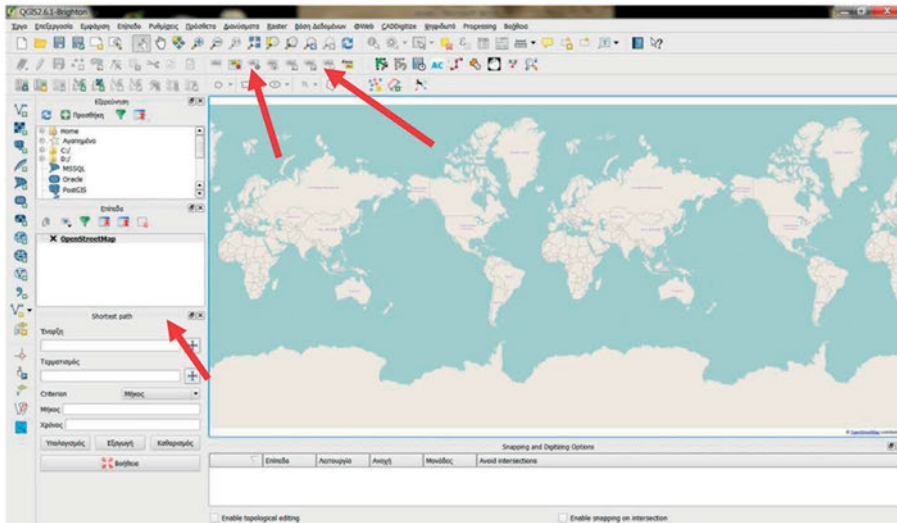 QGIS2.6.1-Brighton
Έργο Επεξεργασία Εμφάνιση Επίπεδο Ρυθμίσεις Πρόσθετα Διανύσματα Raster Βάση Δεδομένων Web CADDigitize Ψηφιδωτό Processing Βοήθεια
Εξερεύνηση
Προσθήκη
Home
Αγαπημένα
C:/
D:/
MSSQL
Oracle
PostGIS
Επίπεδα
OpenStreetMap
Shortest path
Έναρξη
Τερματισμός
Criterion Μήκος
Μήκος
Χρόνος
Υπολογισμός Εξαγωγή Καθαρισμός
Βοήθεια
© OpenStreetMap
Snapping and Digitizing Options
Επίπεδο Λειτουργία Ανοχή Μονάδες Avoid intersections
Enable topological editing Enable snapping on intersection